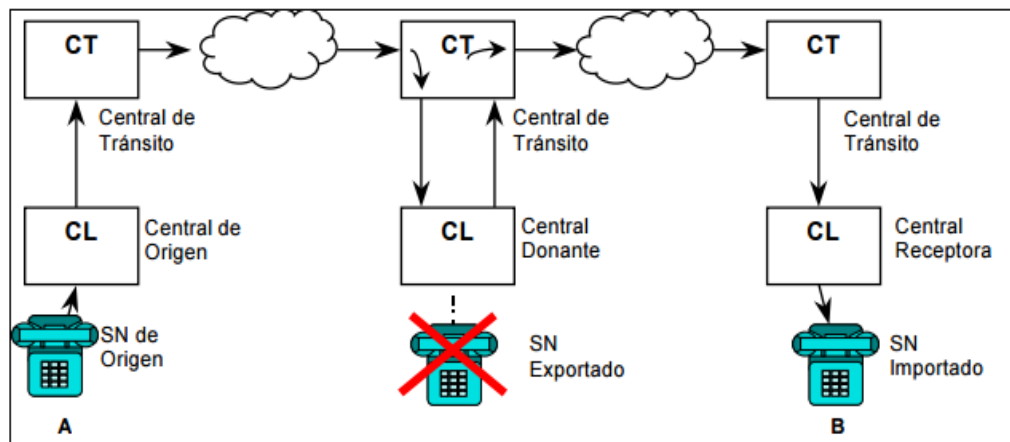 CT
CT
CT
Central de
Tránsito
Central de
Tránsito
Central de
Tránsito
CL
Central de
Origen
CL
Central
Donante
CL
Central
Receptora
SN de
Origen
SN
Exportado
SN
Importado
A
B